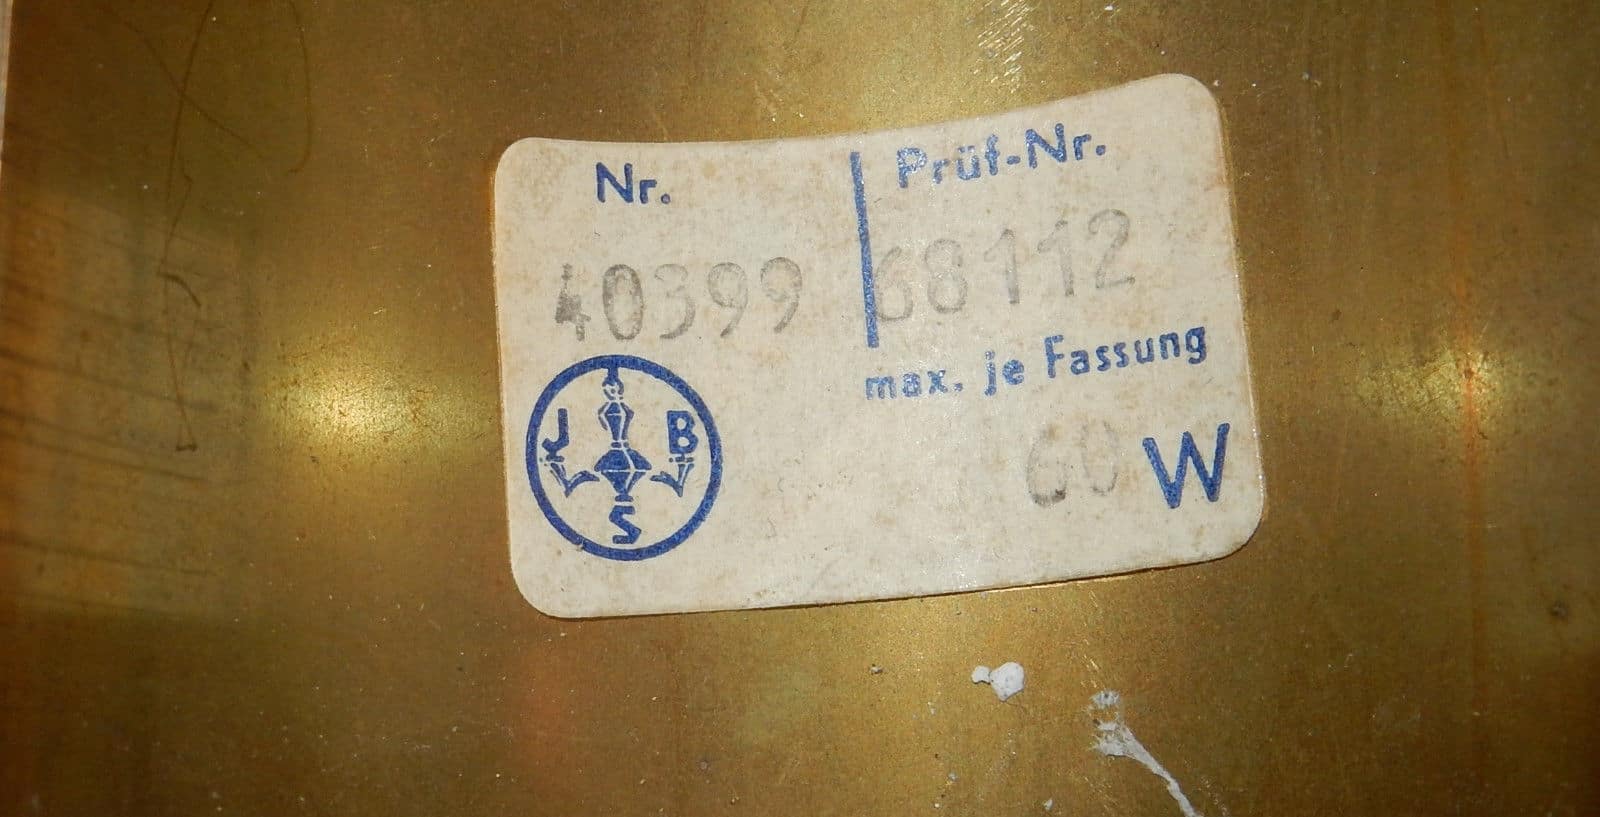 Nr. Prüf-Nr.
40399 68112
max. je Fassung
60 W
J B
S